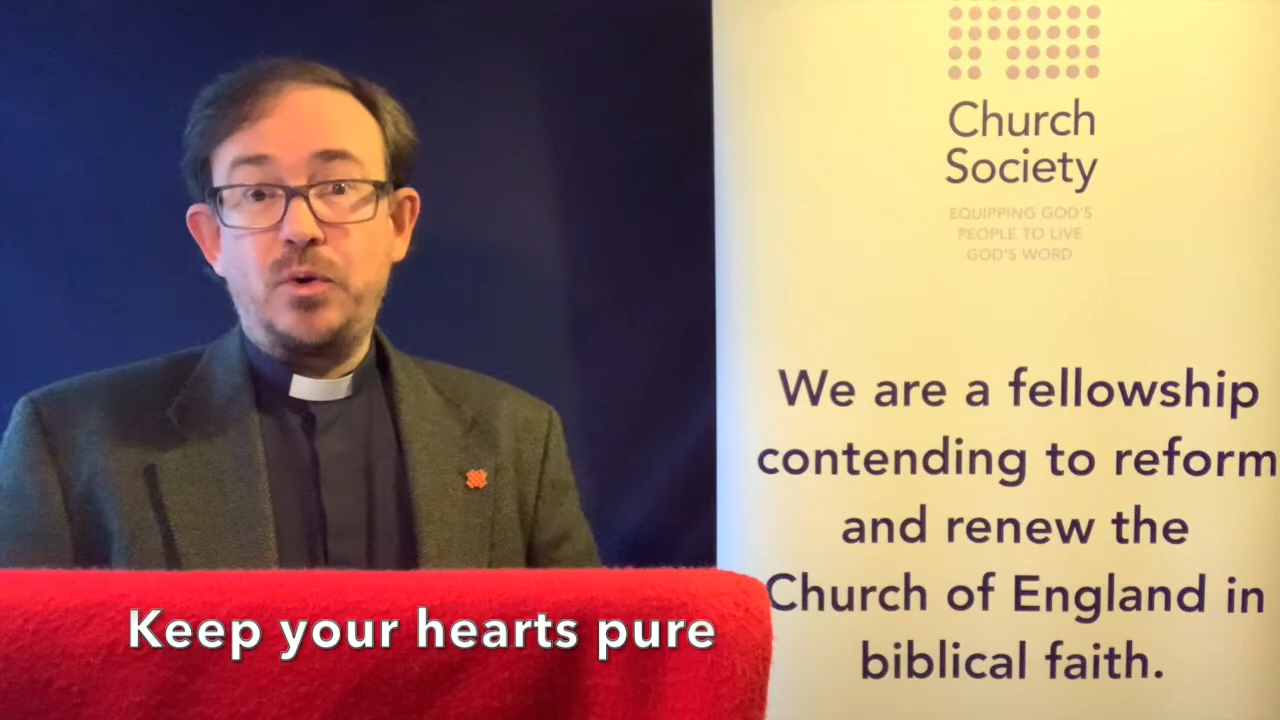 Church
Society
EQUIPPING GOD'S
PEOPLE TO LIVE
GOD'S WORD
We are a fellowship
contending to reform
and renew the
Church of England in
biblical faith.
Keep your hearts pure